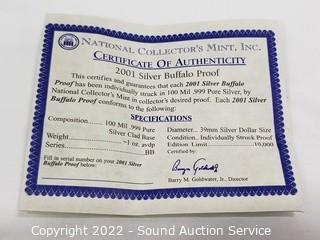 NATIONAL COLLECTOR'S MINT, INC.
CERTIFICATE OF AUTHENTICITY
2001 Silver Buffalo Proof
This certifies and guarantees that each 2001 Silver Buffalo
Proof has been individually struck in 100 Mil .999 Pure Silver, by
National Collector's Mint in collector's desired proof. Each 2001 Silver
Buffalo Proof conforms to the following:
Specifications
Composition.......... 100 Mil .999 Pure
Silver Clad Base
Weight.................... ~1 oz. avdp
Series........................ BB
Fill in serial number on your 2001 Silver
Buffalo Proof below:
Diameter... 39mm Silver Dollar Size
Condition.. Individually Struck Proof
Edition Limit................. 19,000
Certified by:
Barry M. Goldwater, Jr., Director
Copyright 2022 - Sound Auction Service